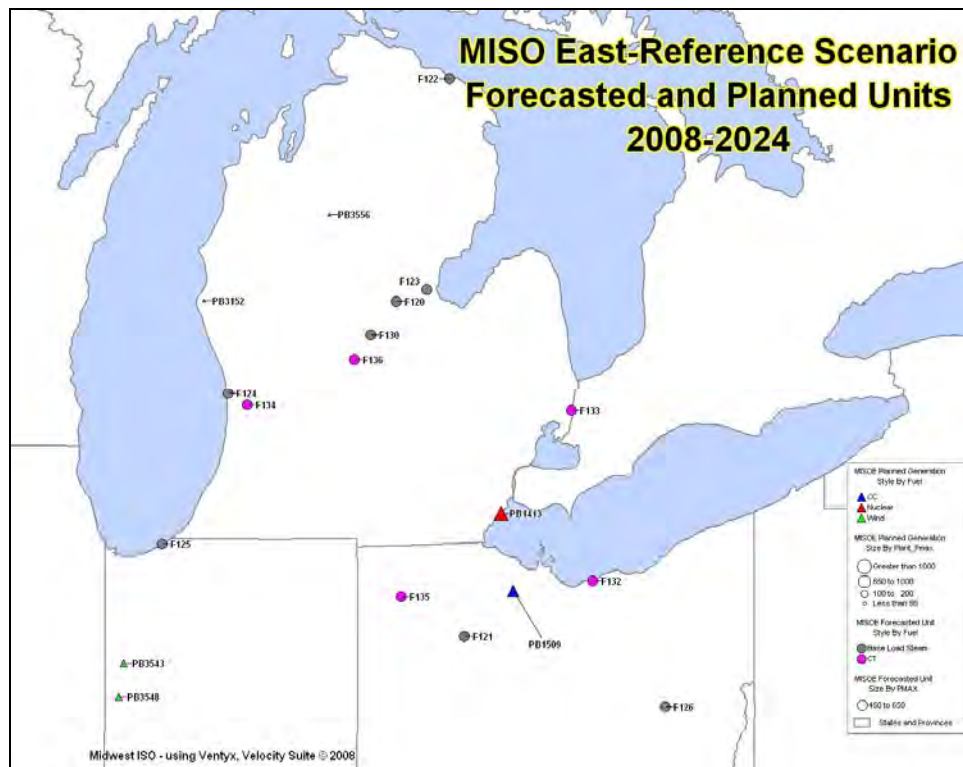 MISO East-Reference Scenario
Forecasted and Planned Units
2008-2024
F122
PB3556
F123
F120
PB3152
F130
F136
F124
F134
F133
PB1413
F125
F132
F135
PB1509
F121
PB3543
PB3548
F126
MISOE Planned Generation
Style By Fuel
CC
Nuclear
Wind
MISOE Planned Generation
Size By Plant_Pmax
Greater than 1000
650 to 1000
100 to 200
Less than
MISOE Forecasted Unit
Style By Fuel
Base Load Steam
CT
MISOE Forecasted Unit
Size By PMAX
450 to 650
States and Provinces
Midwest ISO - using Ventyx, Velocity Suite © 2008